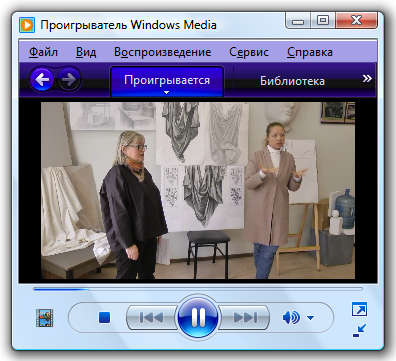 Проигрыватель Windows Media
Файл Вид Воспроизведение Сервис Справка
Проигрывается Библиотека »